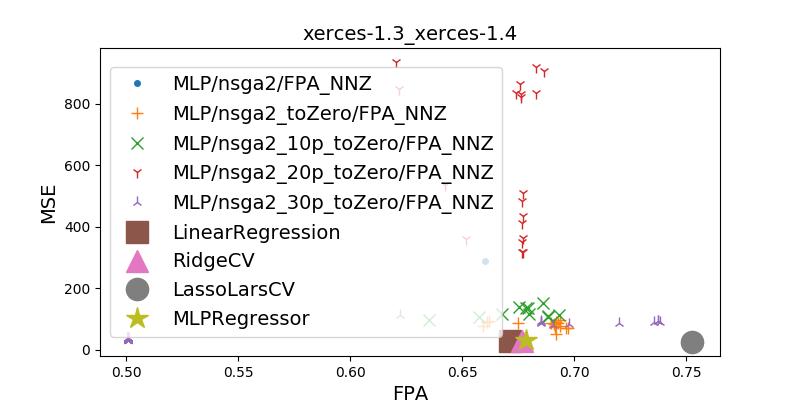 xerces-1.3_xerces-1.4
MSE
800
600
400
200
0
MLP/nsga2/FPA_NNZ
MLP/nsga2_toZero/FPA_NNZ
MLP/nsga2_10p_toZero/FPA_NNZ
MLP/nsga2_20p_toZero/FPA_NNZ
MLP/nsga2_30p_toZero/FPA_NNZ
LinearRegression
RidgeCV
LassoLarsCV
MLPRegressor
0.50 0.55 0.60 0.65 0.70 0.75
FPA